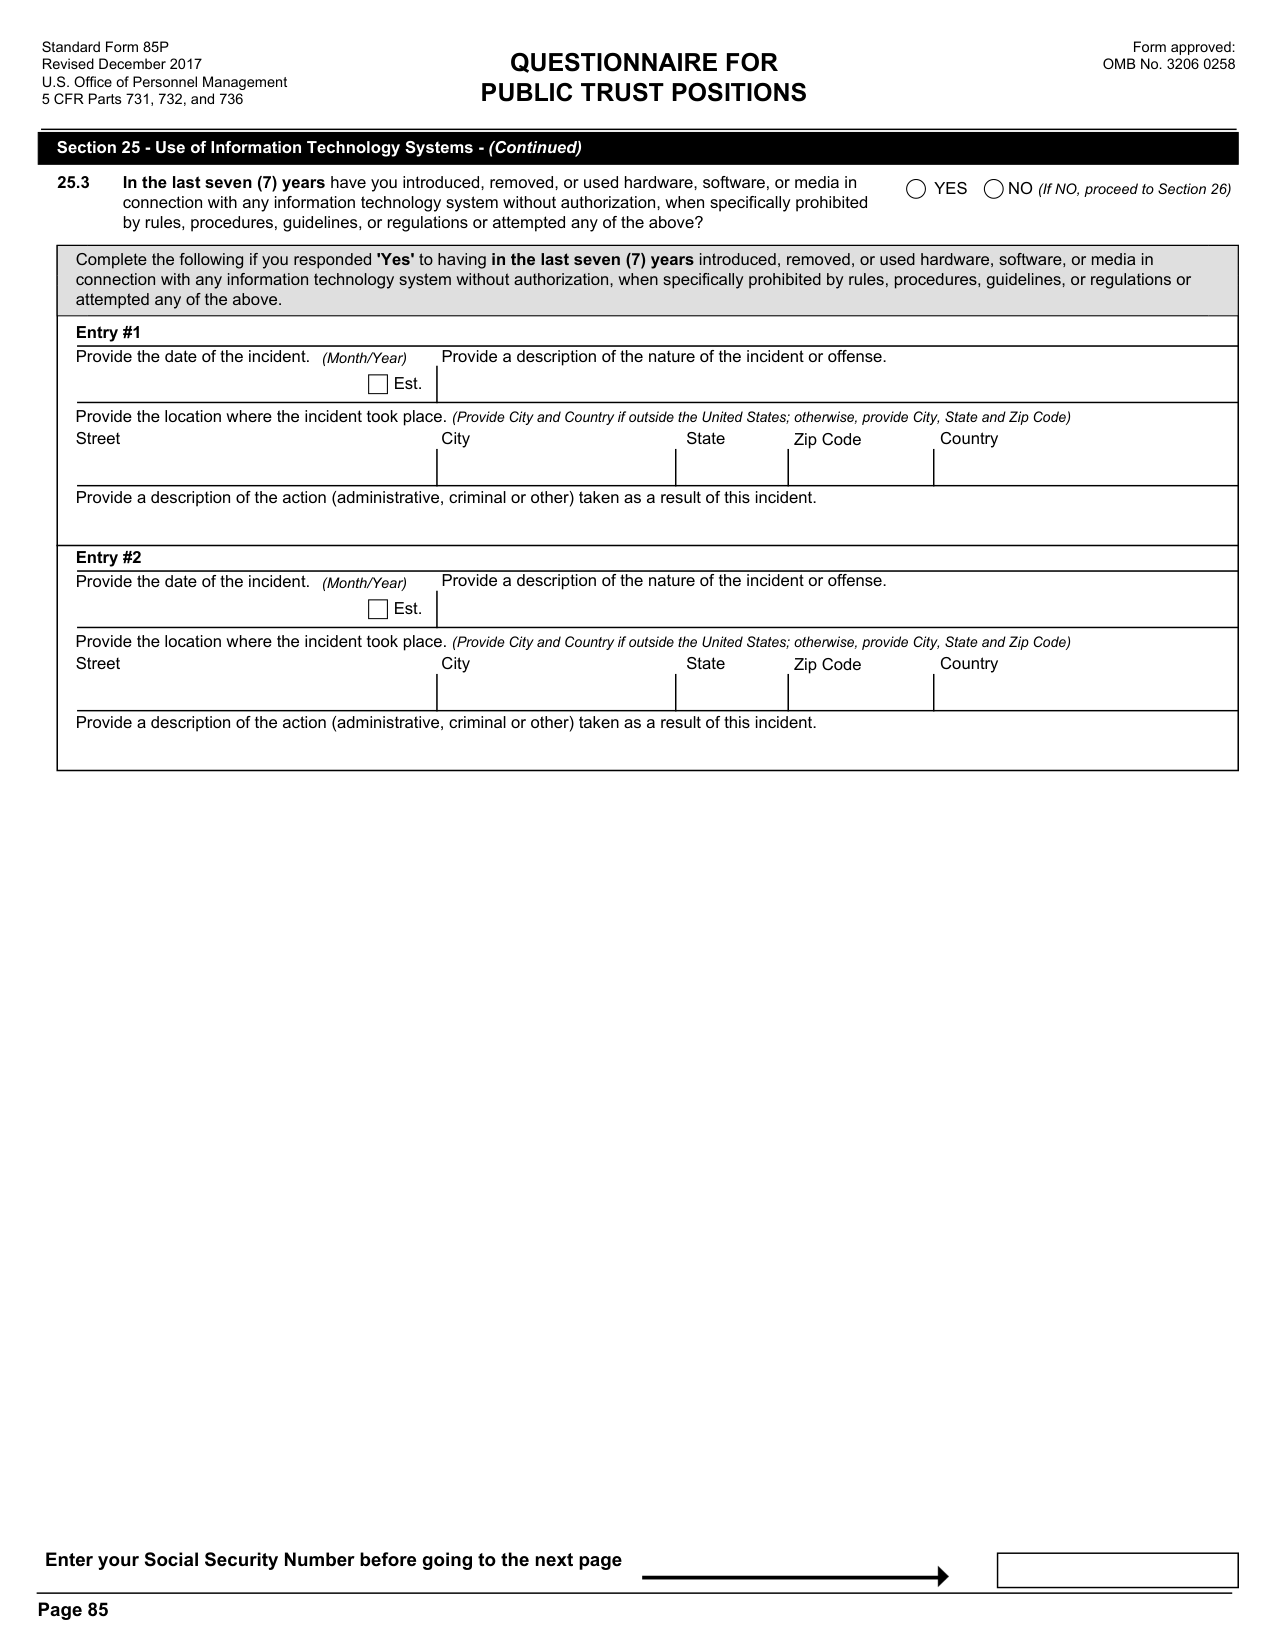 Standard Form 85P
Revised December 2017
U.S. Office of Personnel Management
5 CFR Parts 731, 732, and 736
QUESTIONNAIRE FOR
PUBLIC TRUST POSITIONS
Form approved:
OMB No. 3206 0258
Section 25 - Use of Information Technology Systems - (Continued)
25.3 In the last seven (7) years have you introduced, removed, or used hardware, software, or media in
connection with any information technology system without authorization, when specifically prohibited
by rules, procedures, guidelines, or regulations or attempted any of the above?
YES NO (If NO, proceed to Section 26)
Complete the following if you responded 'Yes' to having in the last seven (7) years introduced, removed, or used hardware, software, or media in
connection with any information technology system without authorization, when specifically prohibited by rules, procedures, guidelines, or regulations or
attempted any of the above.
Entry #1
Provide the date of the incident. (Month/Year) Provide a description of the nature of the incident or offense.
Est.
Provide the location where the incident took place. (Provide City and Country if outside the United States; otherwise, provide City, State and Zip Code)
Street City State Zip Code Country
Provide a description of the action (administrative, criminal or other) taken as a result of this incident.
Entry #2
Provide the date of the incident. (Month/Year) Provide a description of the nature of the incident or offense.
Est.
Provide the location where the incident took place. (Provide City and Country if outside the United States; otherwise, provide City, State and Zip Code)
Street City State Zip Code Country
Provide a description of the action (administrative, criminal or other) taken as a result of this incident.
Enter your Social Security Number before going to the next page
Page 85